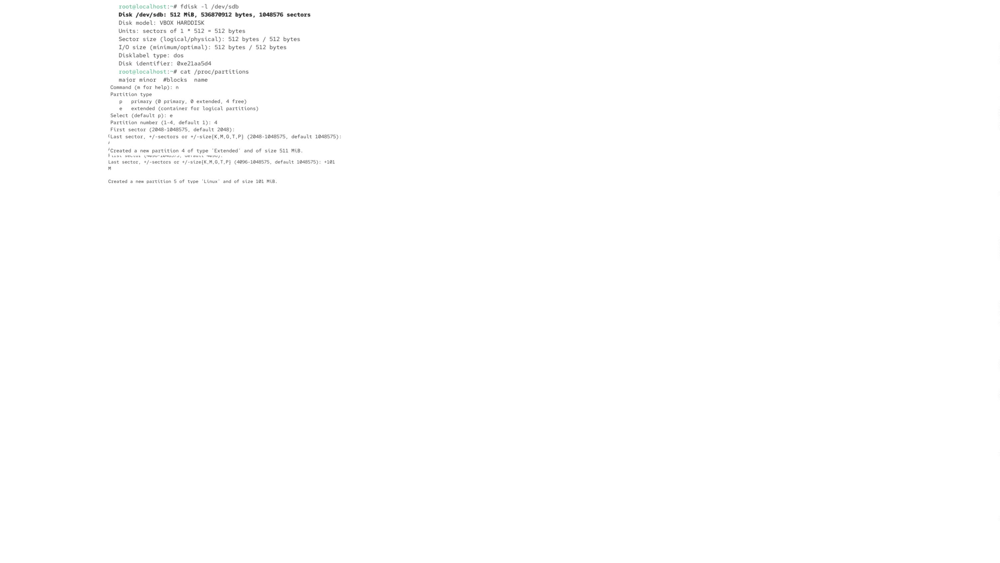 root@localhost:~# fdisk -l /dev/sdb
Disk /dev/sdb: 512 MiB, 536870912 bytes, 1048576 sectors
Disk model: VBOX HARDDISK
Units: sectors of 1 * 512 = 512 bytes
Sector size (logical/physical): 512 bytes / 512 bytes
I/O size (minimum/optimal): 512 bytes / 512 bytes
Disklabel type: dos
Disk identifier: 0xe21aa5d4
root@localhost:~# cat /proc/partitions
major minor  #blocks  name
Command (m for help): n
Partition type
   p   primary (0 primary, 0 extended, 4 free)
   e   extended (container for logical partitions)
Select (default p): e
Partition number (1-4, default 1): 4
First sector (2048-1048575, default 2048):
Last sector, +/-sectors or +/-size{K,M,G,T,P} (2048-1048575, default 1048575):
Created a new partition 4 of type 'Extended' and of size 511 MiB.
First sector (4096-1048575, default 4096):
Last sector, +/-sectors or +/-size{K,M,G,T,P} (4096-1048575, default 1048575): +101
M
Created a new partition 5 of type 'Linux' and of size 101 MiB.